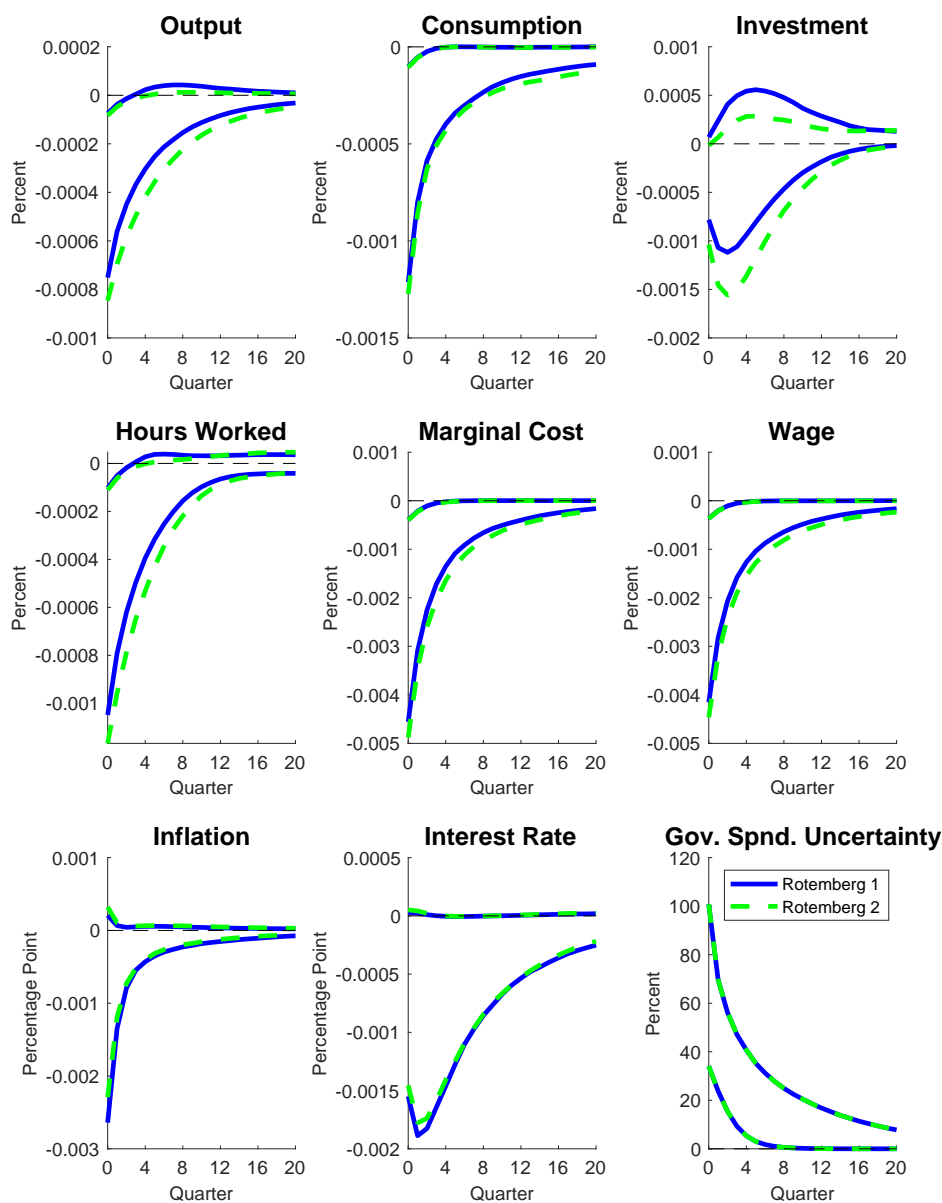 Output
Percent
0.0002
0
-0.0002
-0.0004
-0.0006
-0.0008
-0.001
0 4 8 12 16 20
Quarter
Consumption
Percent
0
-0.0005
-0.001
-0.0015
0 4 8 12 16 20
Quarter
Investment
Percent
0.001
0.0005
0
-0.0005
-0.001
-0.0015
-0.002
0 4 8 12 16 20
Quarter
Hours Worked
Percent
0
-0.0002
-0.0004
-0.0006
-0.0008
-0.001
0 4 8 12 16 20
Quarter
Marginal Cost
Percent
0.001
0
-0.001
-0.002
-0.003
-0.004
-0.005
0 4 8 12 16 20
Quarter
Wage
Percent
0.001
0
-0.001
-0.002
-0.003
-0.004
-0.005
0 4 8 12 16 20
Quarter
Inflation
Percentage Point
0.001
0
-0.001
-0.002
-0.003
0 4 8 12 16 20
Quarter
Interest Rate
Percentage Point
0.0005
0
-0.0005
-0.001
-0.0015
-0.002
0 4 8 12 16 20
Quarter
Gov. Spnd. Uncertainty
Percent
120
100
80
60
40
20
0
Rotemberg 1
Rotemberg 2
0 4 8 12 16 20
Quarter